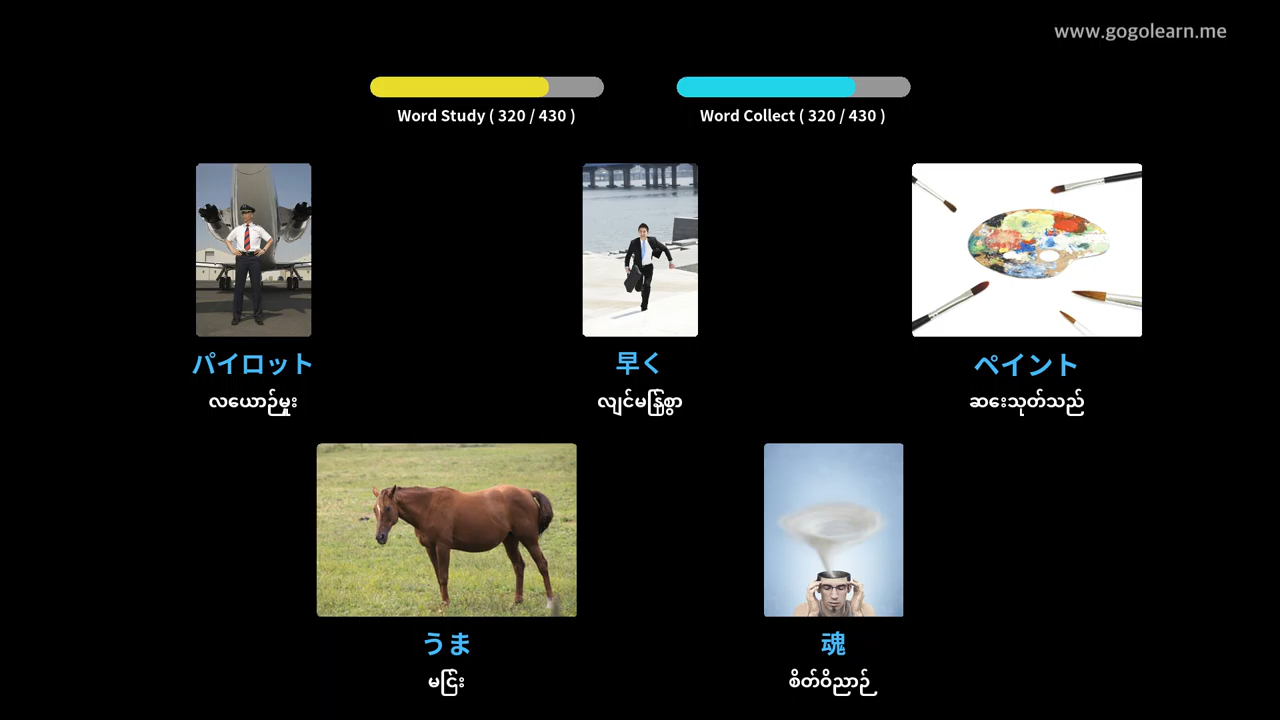 www.gogolearn.me
Word Study ( 320 / 430 )
Word Collect ( 320 / 430 )
パイロット
လယောဉ်မှူး
早く
လျင်မြန်စွာ
ペイント
ဆေးသုတ်သည်
うま
မြင်း
魂
စိတ်ဝိညာဉ်